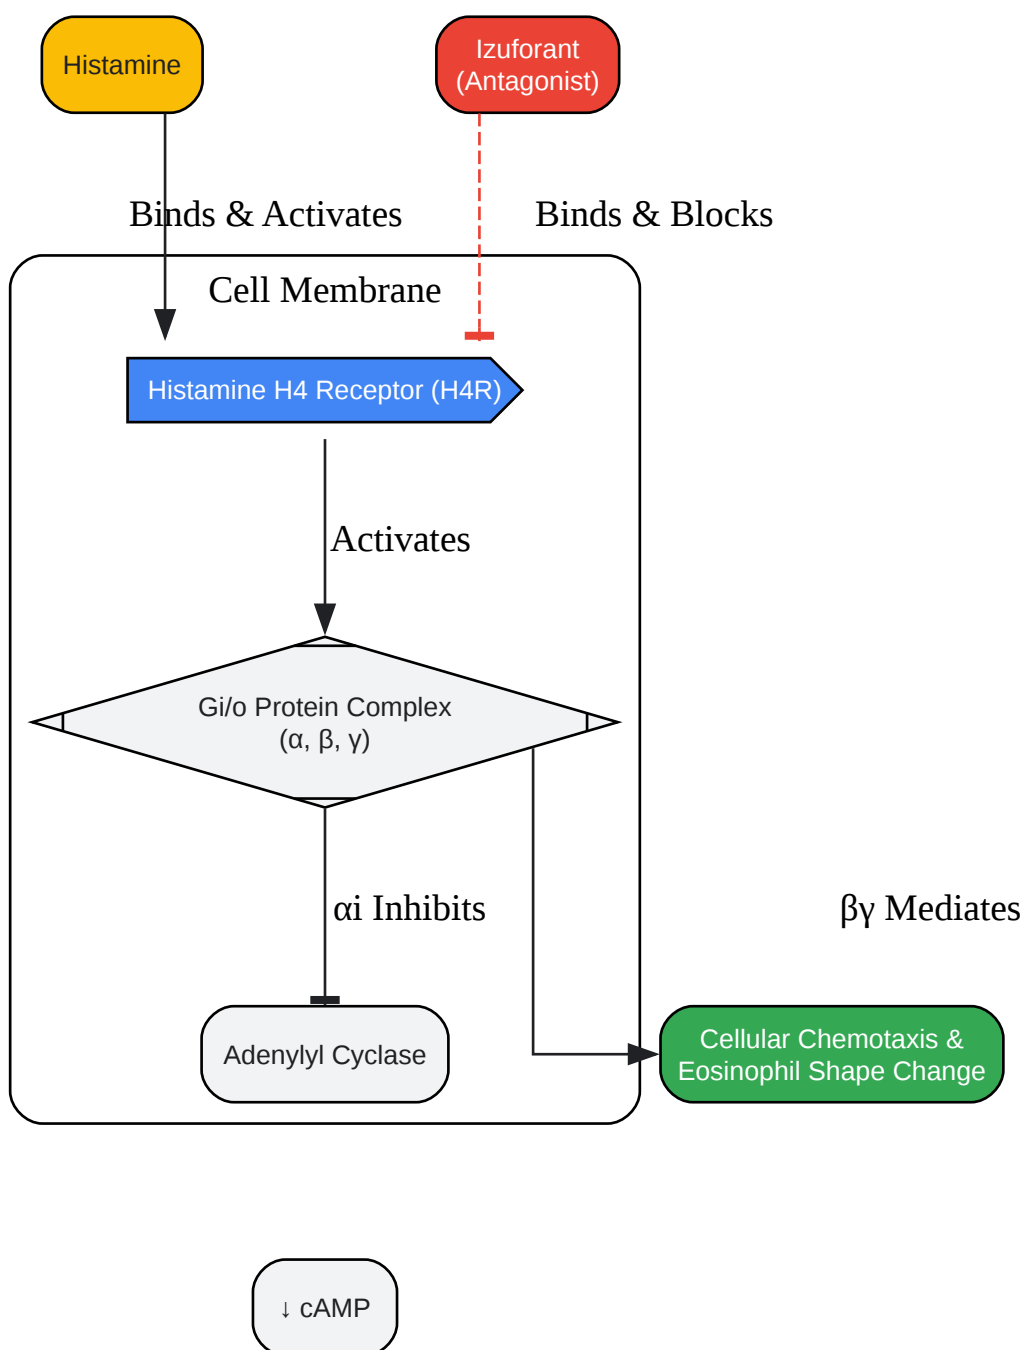 Histamine
Izuforant
(Antagonist)
Binds & Activates
Binds & Blocks
Cell Membrane
Histamine H4 Receptor (H4R)
Activates
Gi/o Protein Complex
(α, β, γ)
αi Inhibits
βγ Mediates
Adenylyl Cyclase
Cellular Chemotaxis &
Eosinophil Shape Change
↓ cAMP